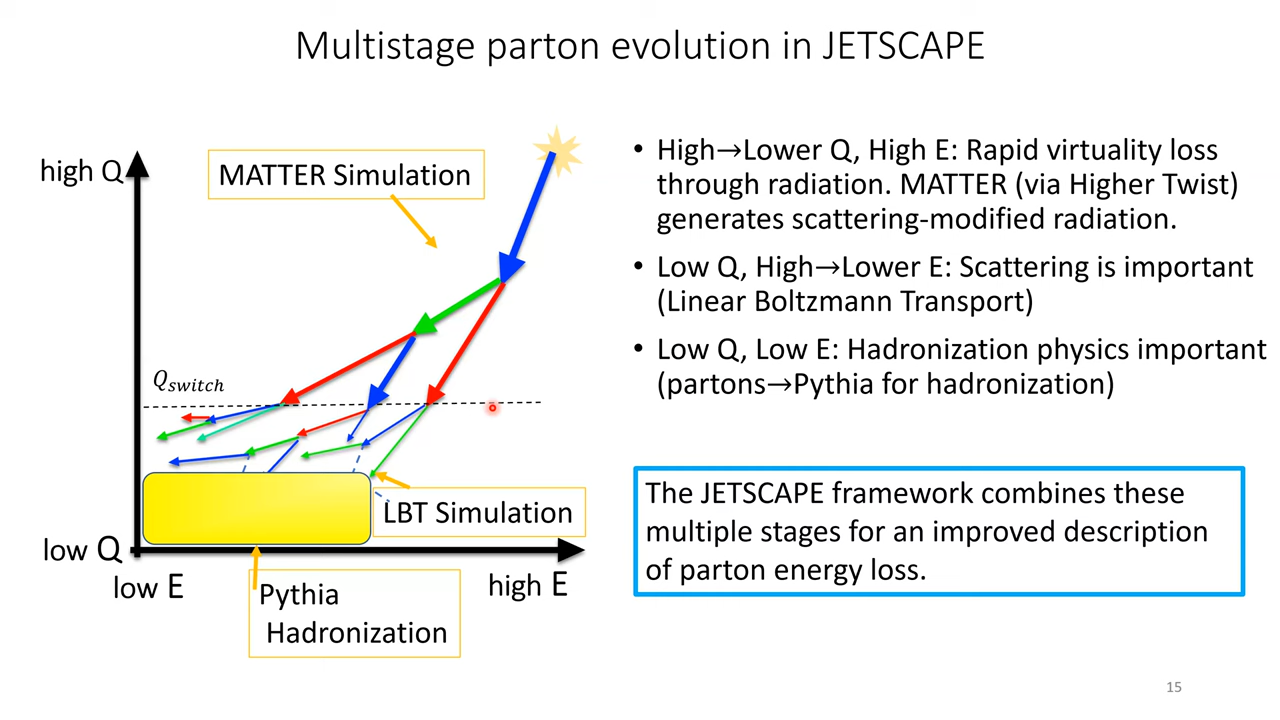 Multistage parton evolution in JETSCAPE
high Q
MATTER Simulation
Q_switch
LBT Simulation
low Q
low E
high E
Pythia
Hadronization
• High→Lower Q, High E: Rapid virtuality loss
through radiation. MATTER (via Higher Twist)
generates scattering-modified radiation.
• Low Q, High→Lower E: Scattering is important
(Linear Boltzmann Transport)
• Low Q, Low E: Hadronization physics important
(partons→Pythia for hadronization)
The JETSCAPE framework combines these
multiple stages for an improved description
of parton energy loss.
15